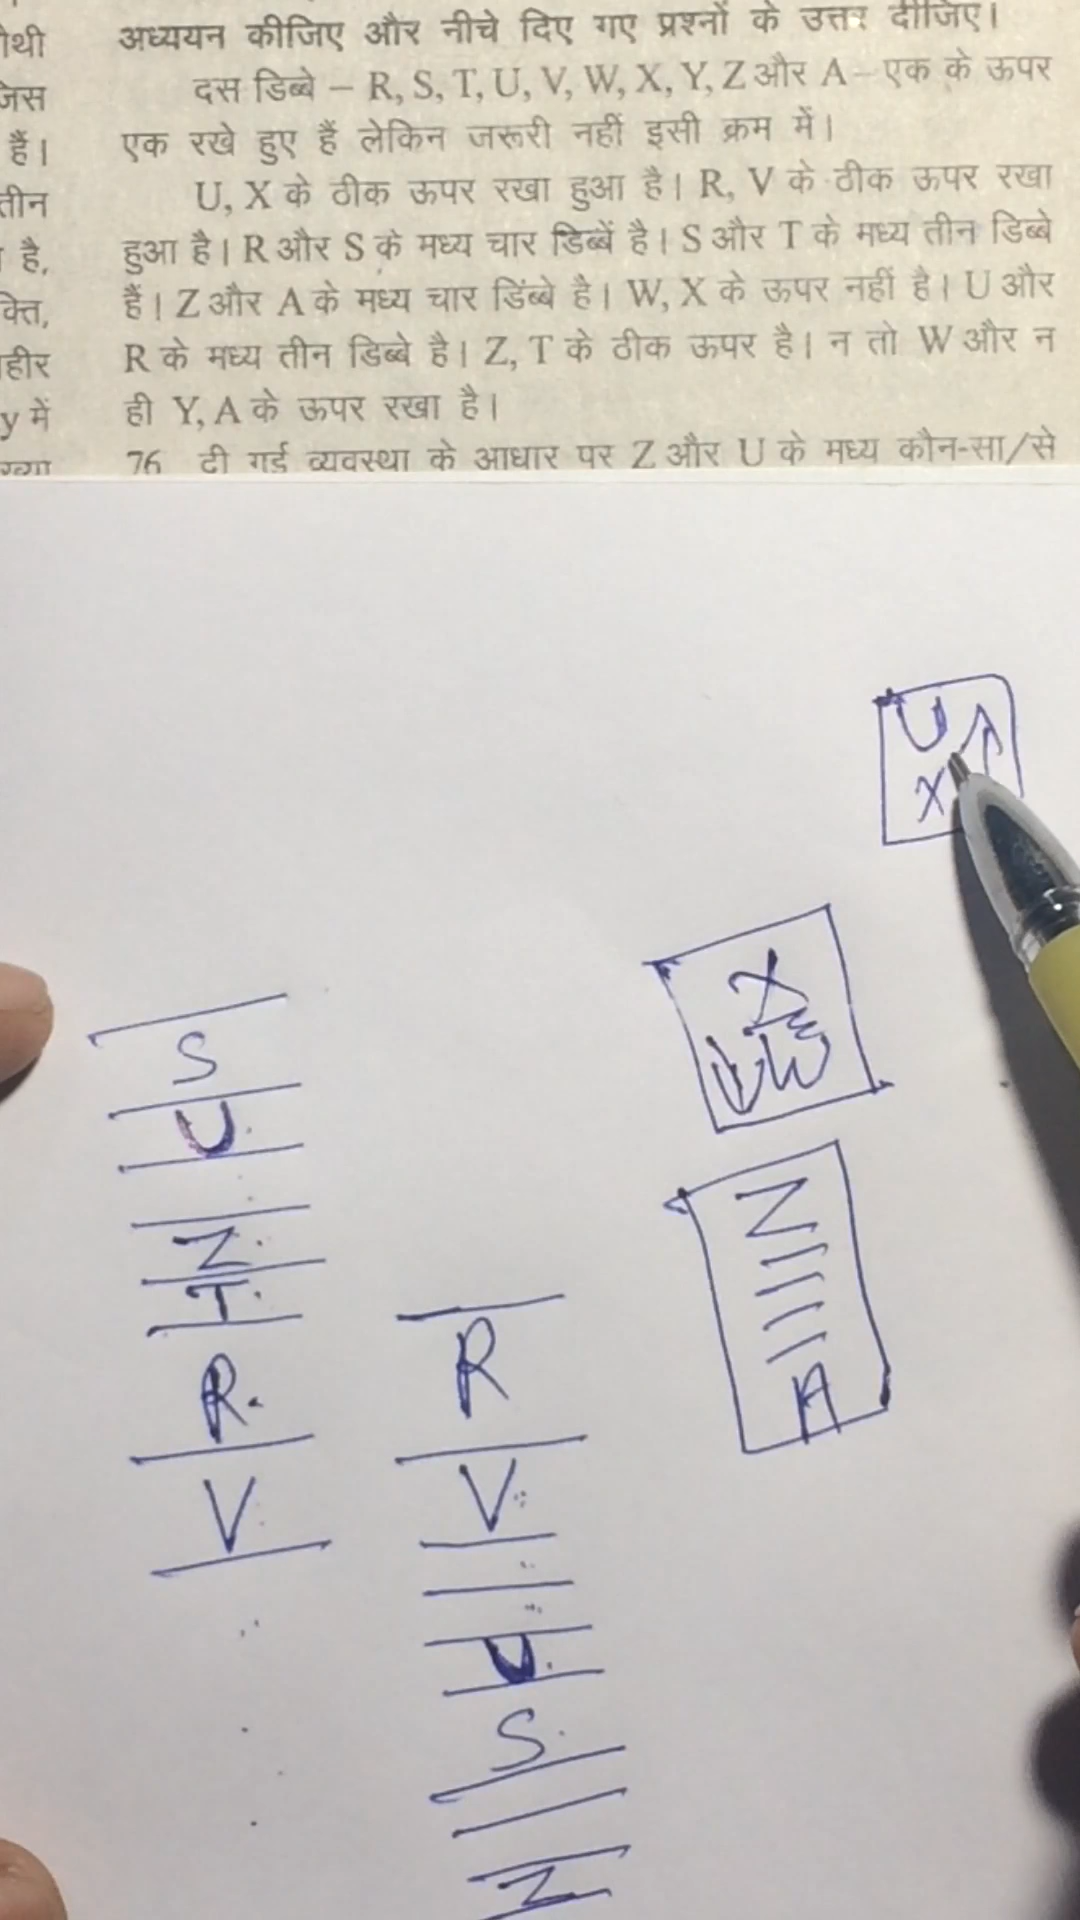 अध्ययन कीजिए और नीचे दिए गए प्रश्नों के उत्तर दीजिए।
दस डिब्बे – R, S, T, U, V, W, X, Y, Z और A – एक के ऊपर
एक रखे हुए हैं लेकिन जरूरी नहीं इसी क्रम में।
U, X के ठीक ऊपर रखा हुआ है। R, V के ठीक ऊपर रखा
हुआ है। R और S के मध्य चार डिब्बें है। S और T के मध्य तीन डिब्बे
हैं। Z और A के मध्य चार डिंब्बे है। W, X के ऊपर नहीं है। U और
R के मध्य तीन डिब्बे है। Z, T के ठीक ऊपर है। न तो W और न
ही Y, A के ऊपर रखा है।
76 दी गई व्यवस्था के आधार पर Z और U के मध्य कौन-सा/से
जिस
हैं।
तीन
है,
y में
U
X
X
W
Z
A
S
U
Z
T
R
V
R
V
U
S
Z